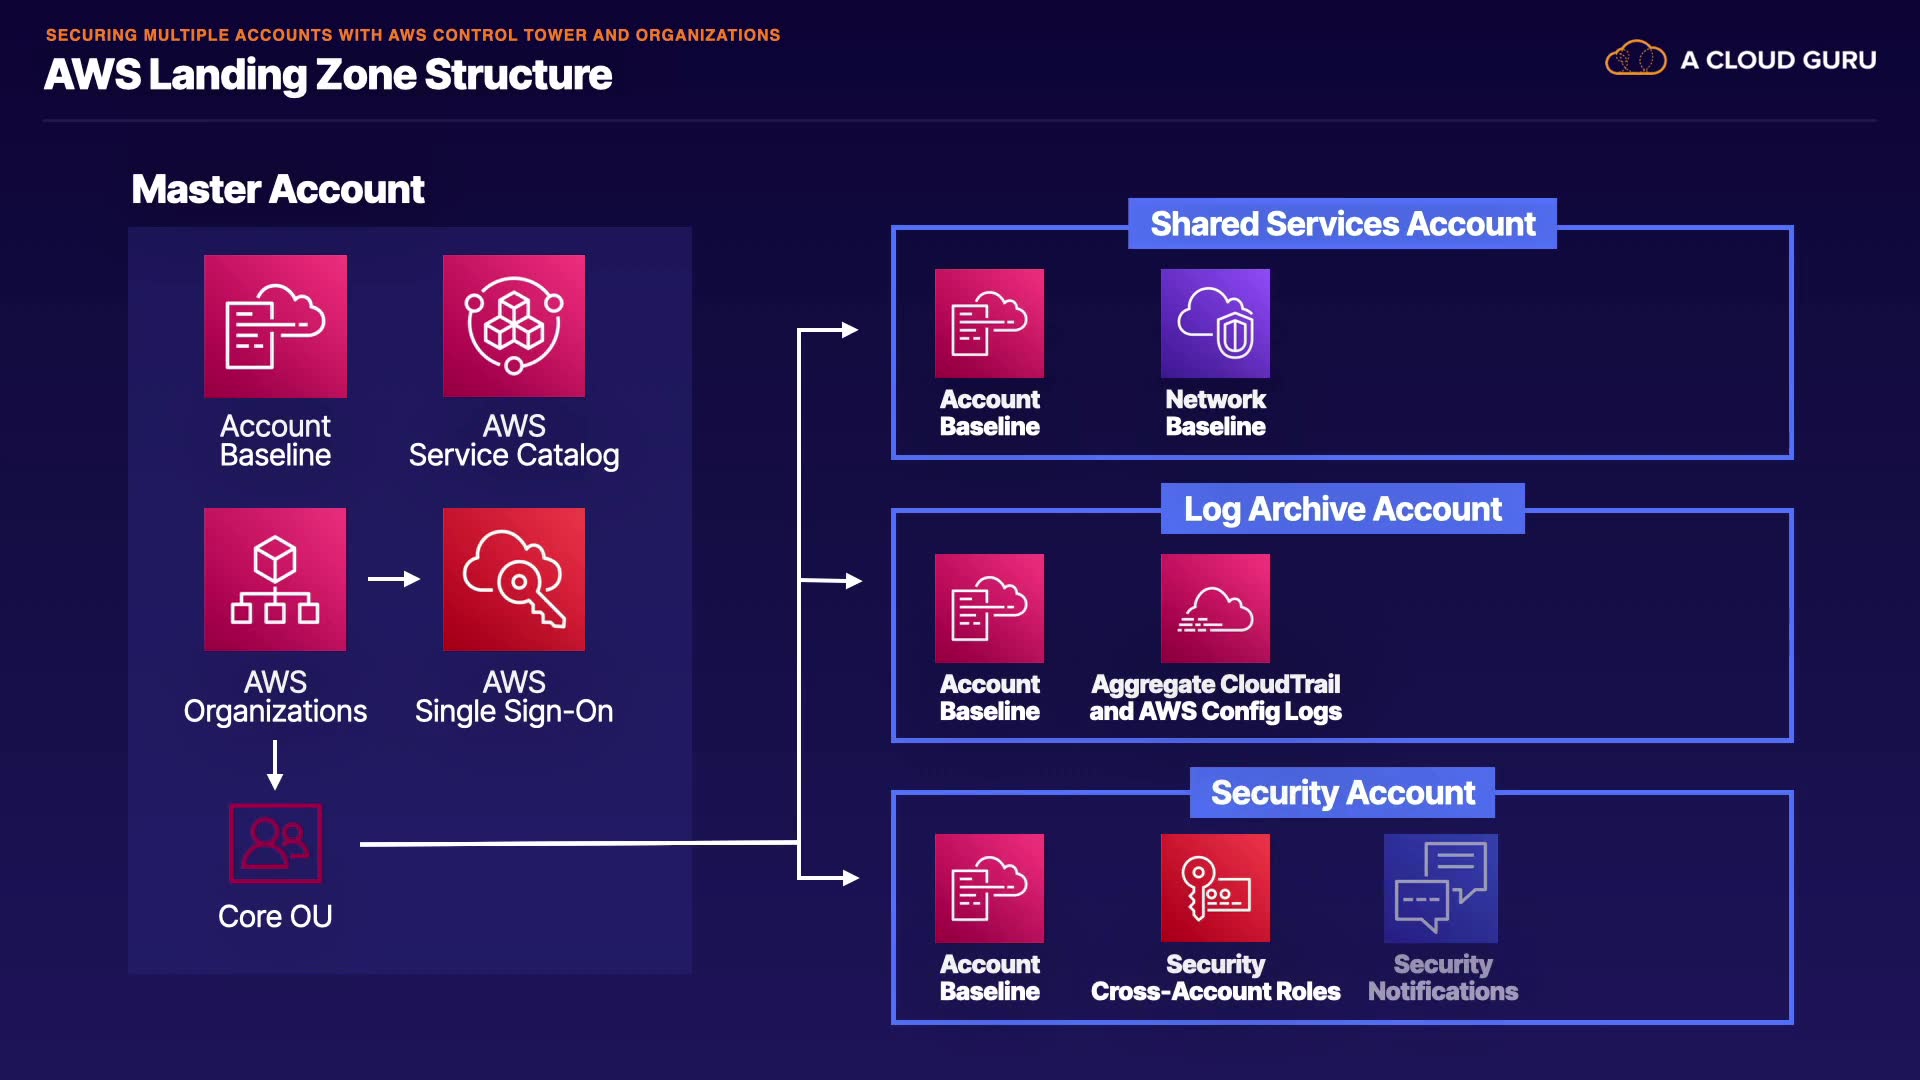 SECURING MULTIPLE ACCOUNTS WITH AWS CONTROL TOWER AND ORGANIZATIONS
AWS Landing Zone Structure
A CLOUD GURU
Master Account
Account
Baseline
AWS
Service Catalog
AWS
Organizations
AWS
Single Sign-On
Core OU
Shared Services Account
Account
Baseline
Network
Baseline
Log Archive Account
Account
Baseline
Aggregate CloudTrail
and AWS Config Logs
Security Account
Account
Baseline
Security
Cross-Account Roles
Security
Notifications